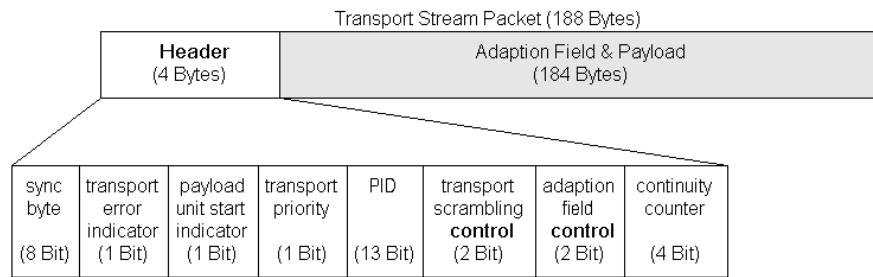 Transport Stream Packet (188 Bytes)
Header
(4 Bytes)
Adaption Field & Payload
(184 Bytes)
sync
byte
(8 Bit)
transport
error
indicator
(1 Bit)
payload
unit start
indicator
(1 Bit)
transport
priority
(1 Bit)
PID
(13 Bit)
transport
scrambling
control
(2 Bit)
adaption
field
control
(2 Bit)
continuity
counter
(4 Bit)